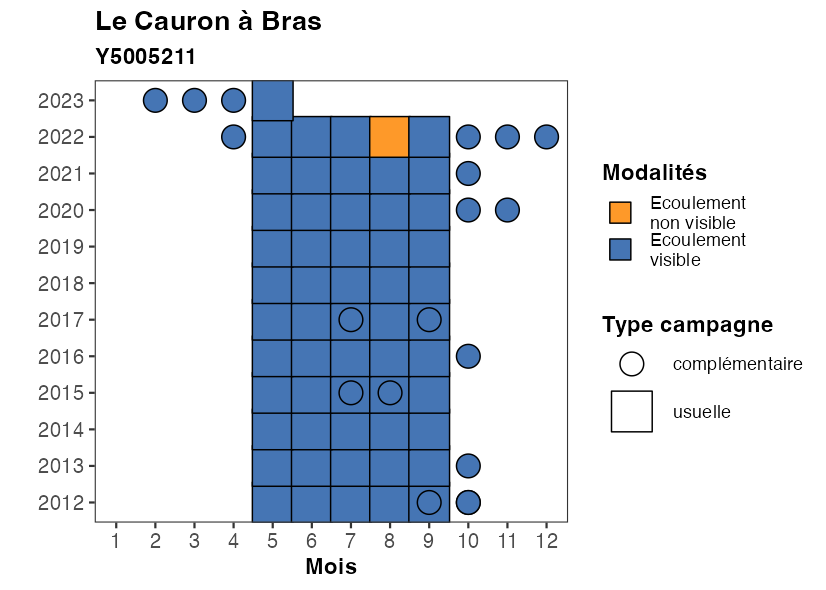 Le Cauron à Bras
Y5005211
2023
2022
2021
2020
2019
2018
2017
2016
2015
2014
2013
2012
1 2 3 4 5 6 7 8 9 10 11 12
Mois
Modalités
Ecoulement
non visible
Ecoulement
visible
Type campagne
complémentaire
usuelle